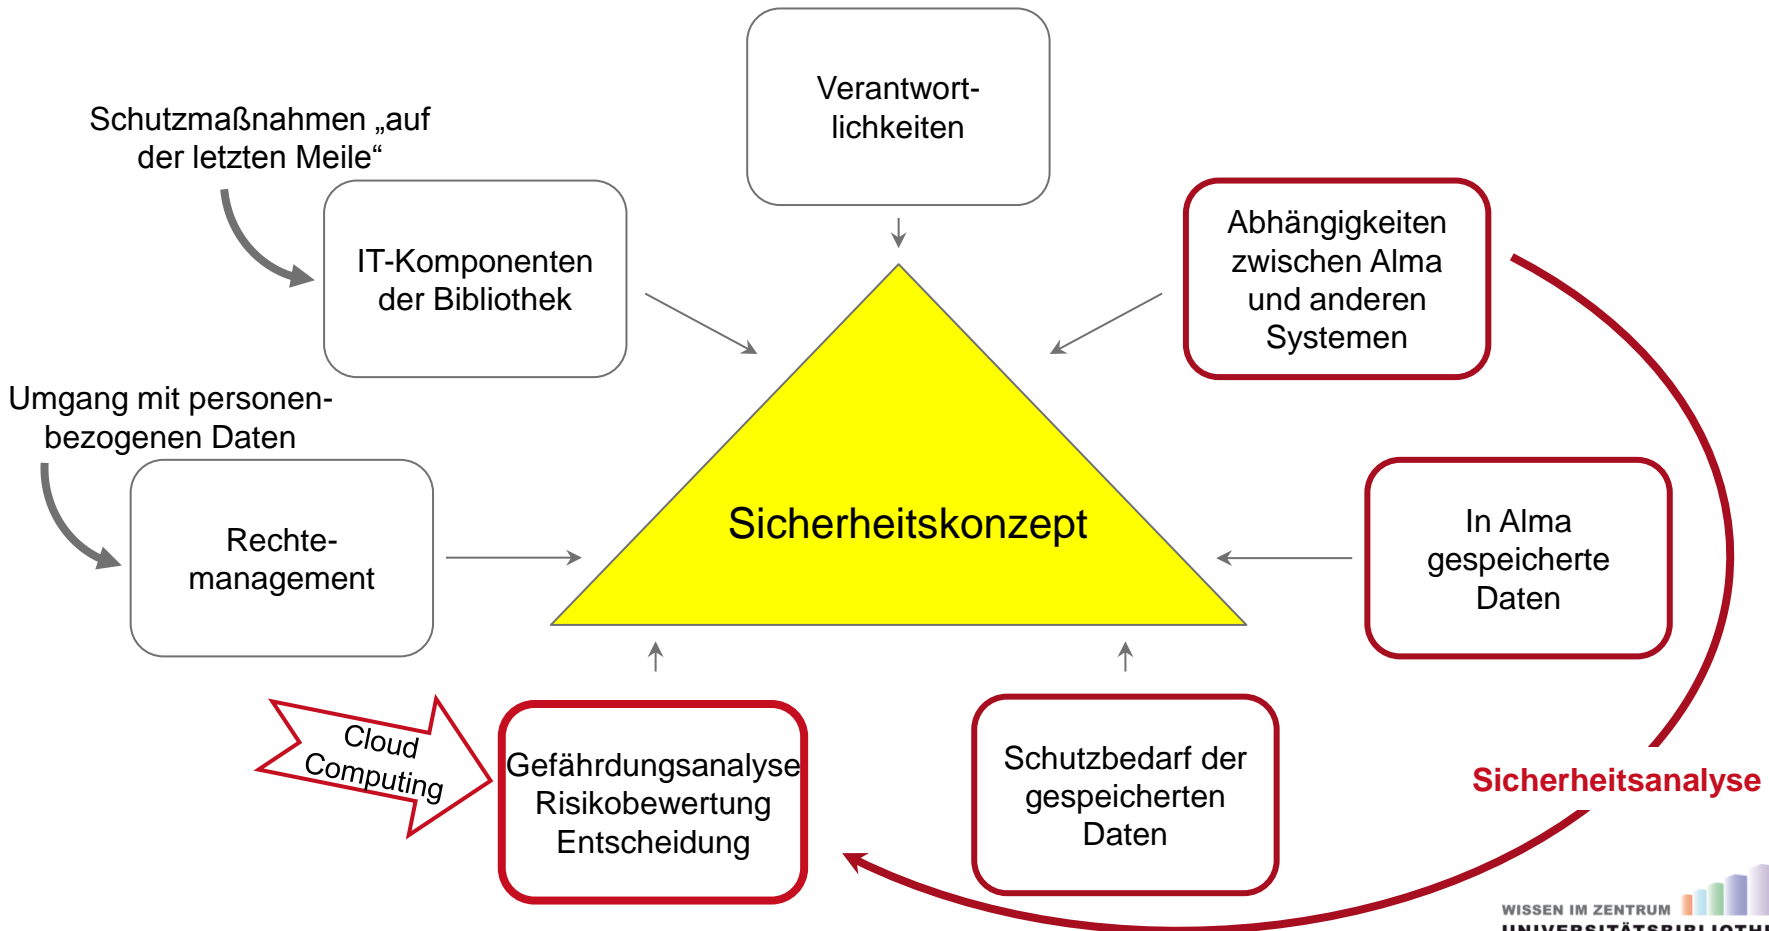 Verantwort-
lichkeiten
Schutzmaßnahmen „auf
der letzten Meile“
IT-Komponenten
der Bibliothek
Abhängigkeiten
zwischen Alma
und anderen
Systemen
Umgang mit personen-
bezogenen Daten
Rechte-
management
Sicherheitskonzept
In Alma
gespeicherte
Daten
Cloud
Computing
Gefährdungsanalyse
Risikobewertung
Entscheidung
Schutzbedarf der
gespeicherten
Daten
Sicherheitsanalyse
WISSEN IM ZENTRUM